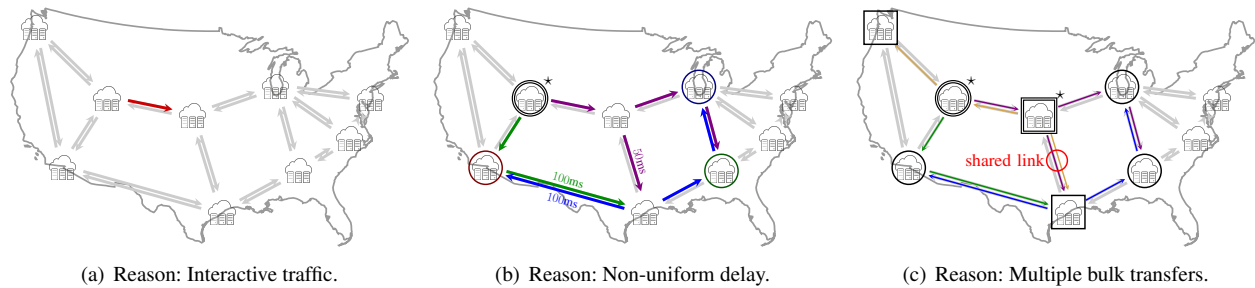 50ms
100ms
100ms
shared link
(a) Reason: Interactive traffic.
(b) Reason: Non-uniform delay.
(c) Reason: Multiple bulk transfers.